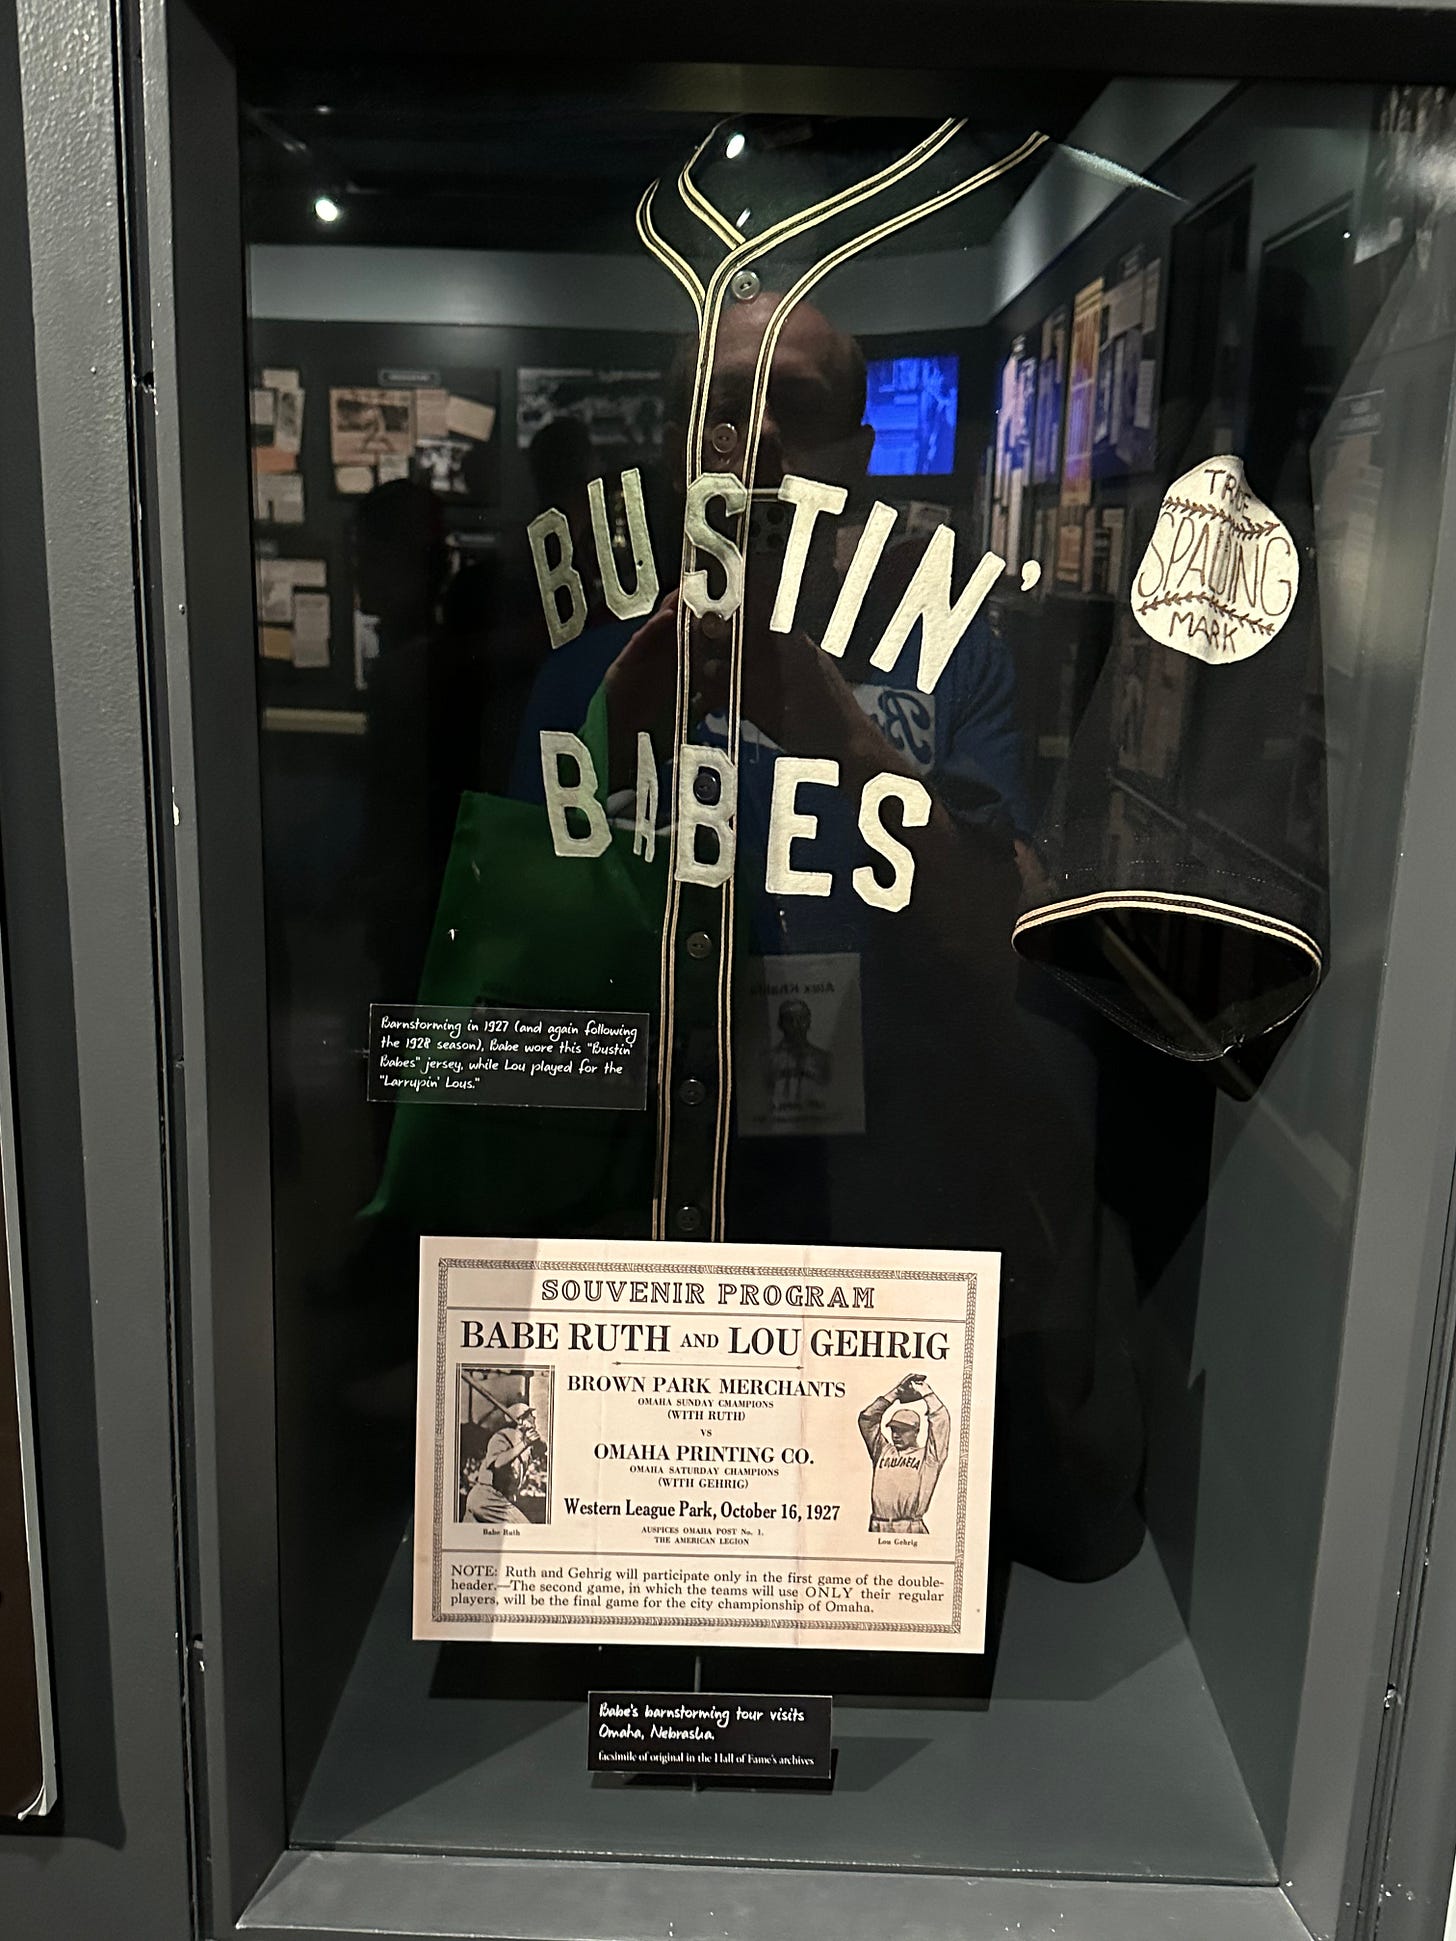 BUSTIN'
BABES
TRADE
SPALDING
MARK
Barnstorming in 1927 (and again following
the 1928 season), Babe wore this "Bustin'
Babes" jersey, while Lou played for the
"Larrupin' Lous."
SOUVENIR PROGRAM
BABE RUTH AND LOU GEHRIG
BROWN PARK MERCHANTS
OMAHA SUNDAY CHAMPIONS
(WITH RUTH)
VS
OMAHA PRINTING CO.
OMAHA SATURDAY CHAMPIONS
(WITH GEHRIG)
Western League Park, October 16, 1927
AUSPICES OMAHA POST No. 1,
THE AMERICAN LEGION
Babe Ruth
Lou Gehrig
NOTE: Ruth and Gehrig will participate only in the first game of the double-
header.—The second game, in which the teams will use ONLY their regular
players, will be the final game for the city championship of Omaha.
Babe's barnstorming tour visits
Omaha, Nebraska.
facsimile of original in the Hall of Fame's archives